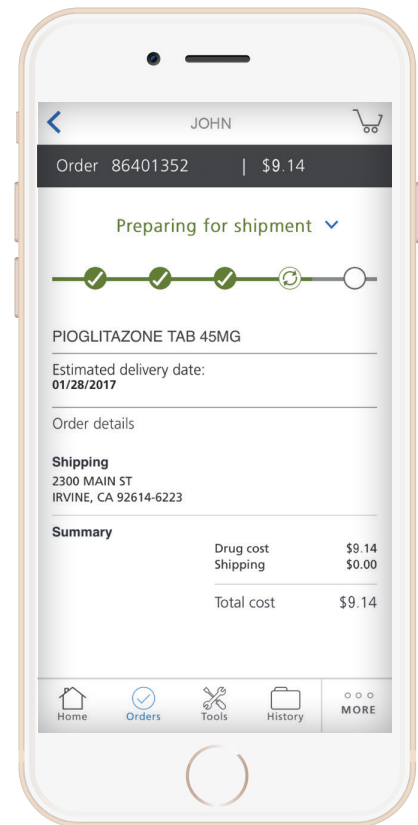 JOHN
Order 86401352 | $9.14
Preparing for shipment
PIOGLITAZONE TAB 45MG
Estimated delivery date:
01/28/2017
Order details
Shipping
2300 MAIN ST
IRVINE, CA 92614-6223
Summary
Drug cost $9.14
Shipping $0.00
Total cost $9.14
Home Orders Tools History MORE